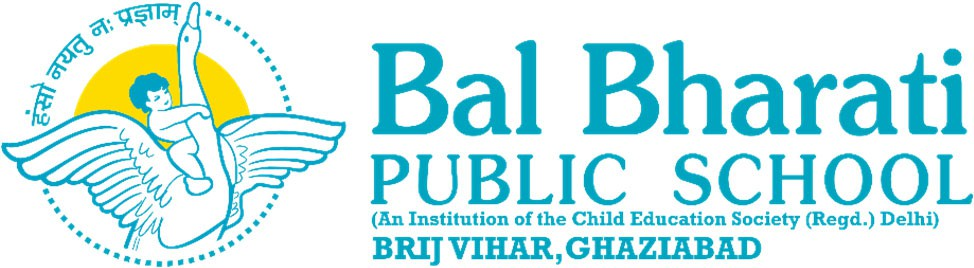 हंसो नयतु नः प्रज्ञाम्
Bal Bharati
PUBLIC SCHOOL
(An Institution of the Child Education Society (Regd.) Delhi)
BRIJ VIHAR, GHAZIABAD